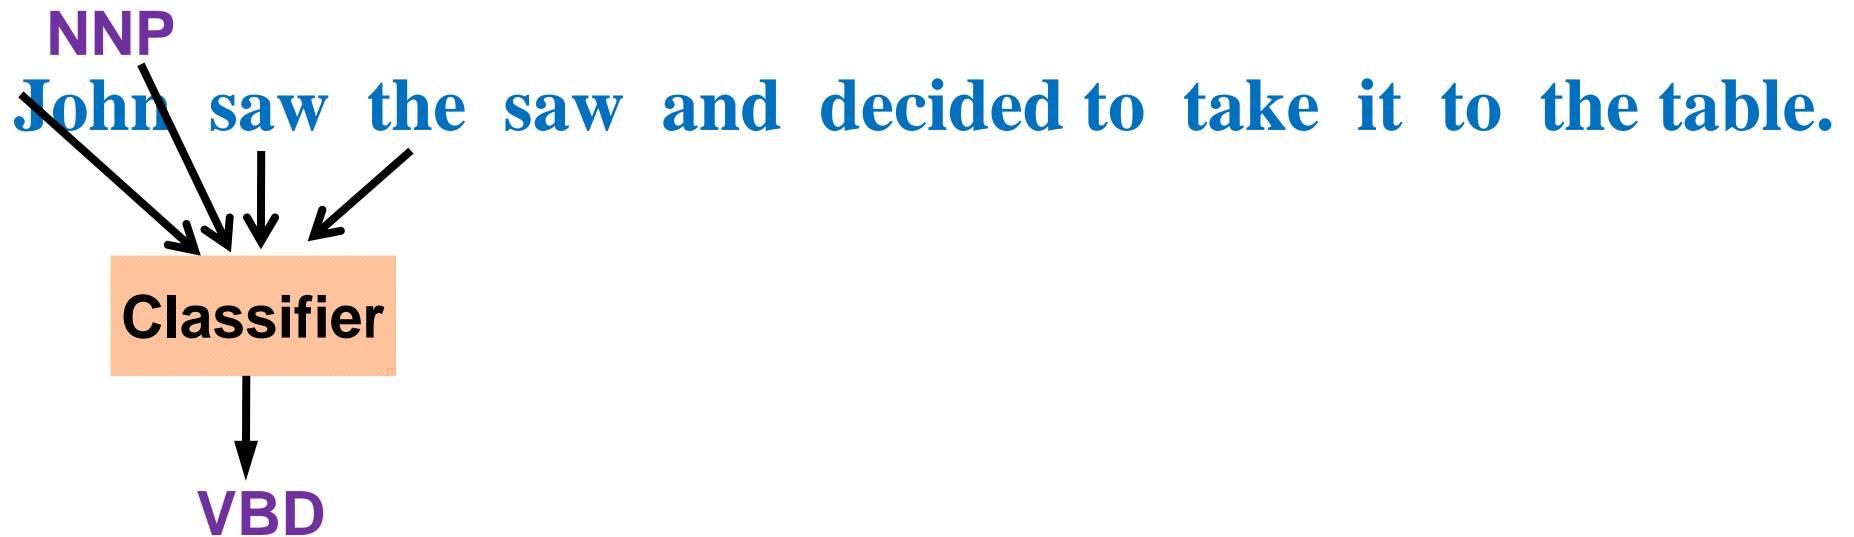 NNP
John saw the saw and decided to take it to the table.
Classifier
VBD